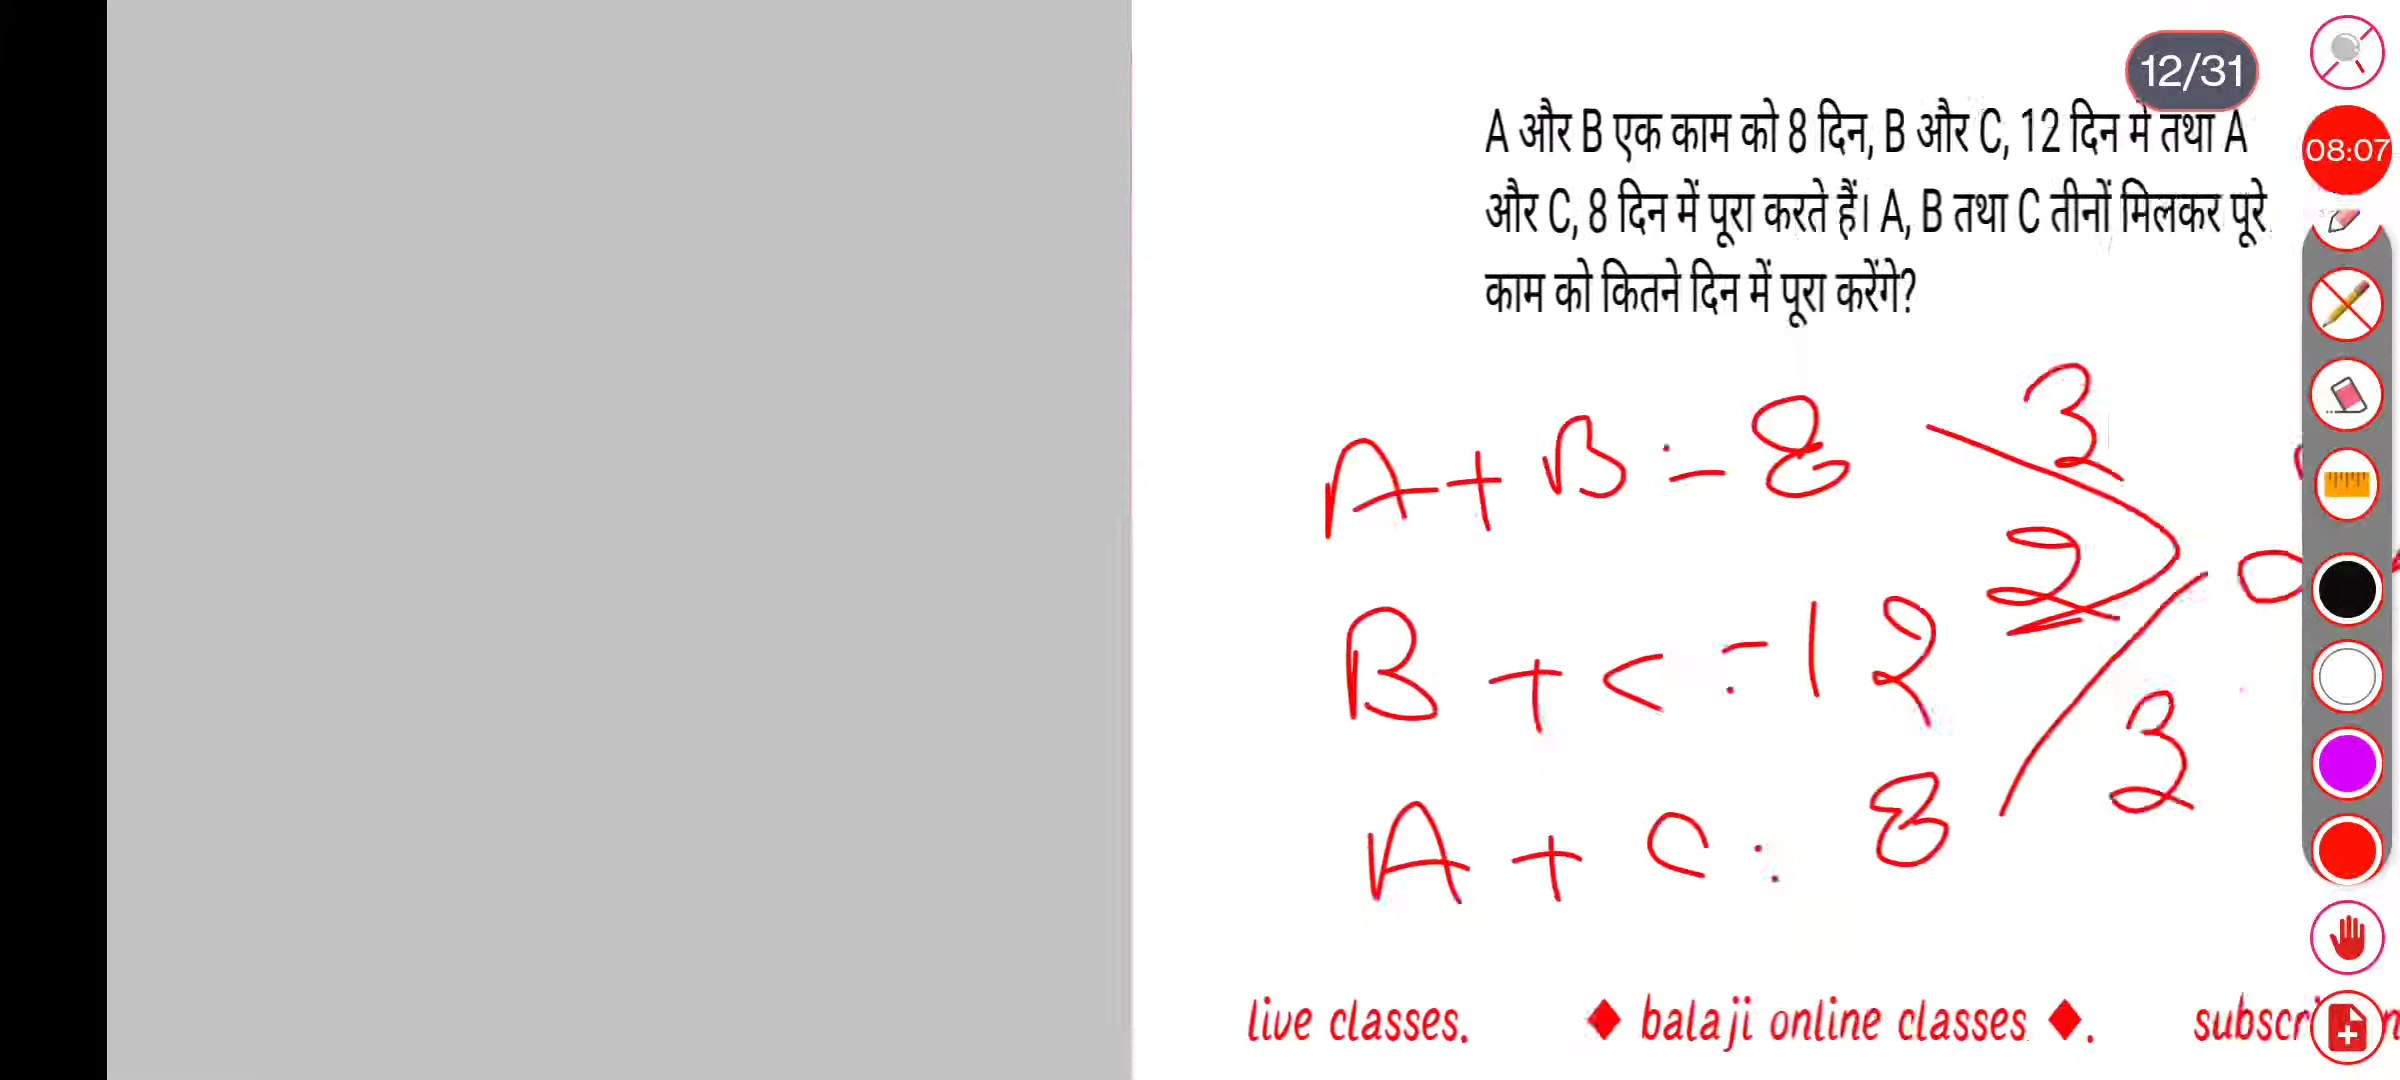 12/31
08:07
A और B एक काम को 8 दिन, B और C, 12 दिन में तथा A
और C, 8 दिन में पूरा करते हैं। A, B तथा C तीनों मिलकर पूरे
काम को कितने दिन में पूरा करेंगे?
3
A + B :- 8
2
B + C :- 12
3
A + C : 8
live classes. ♦ balaji online classes ♦.